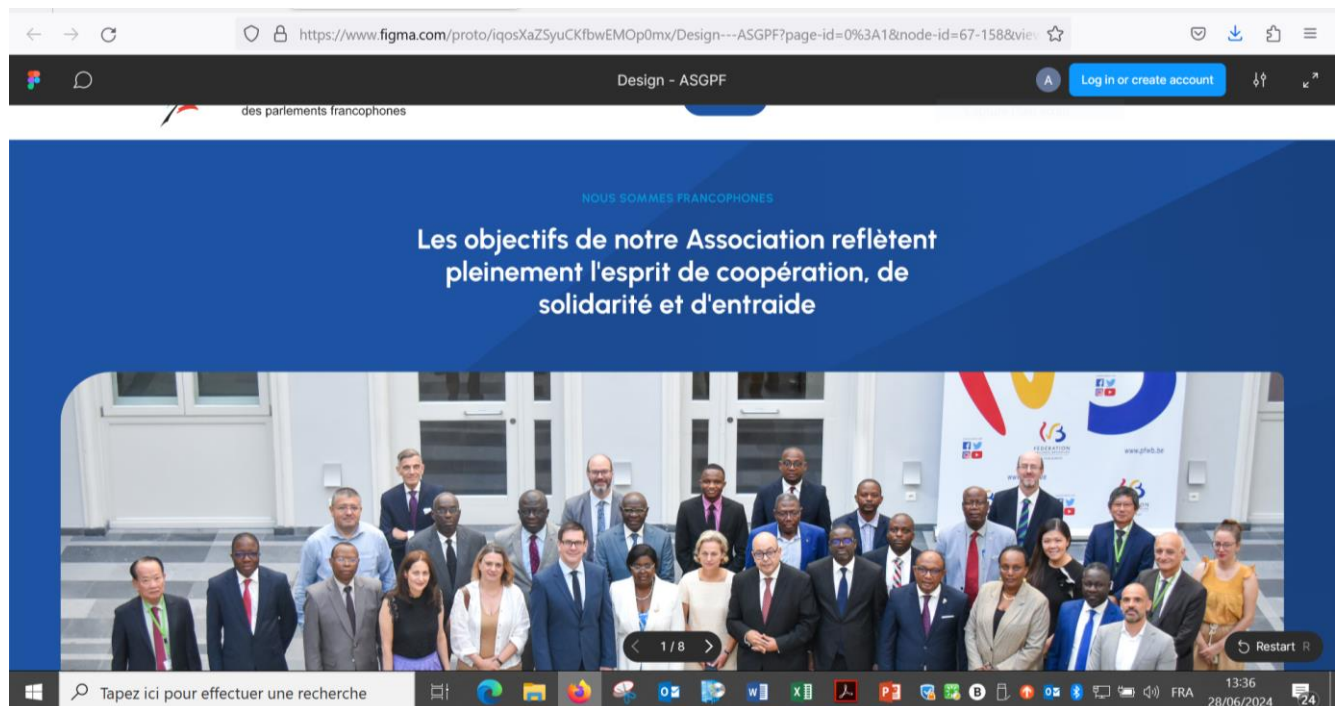 https://www.figma.com/proto/iqosXaZSyuCKfbwEMOp0mx/Design---ASGPF?page-id=0%3A1&node-id=67-158&viev
Design - ASGPF
A
Log in or create account
des parlements francophones
NOUS SOMMES FRANCOPHONES
Les objectifs de notre Association reflètent
pleinement l'esprit de coopération, de
solidarité et d'entraide
FÉDÉRATION
www.pfwb.be
1 / 8
Restart R
Tapez ici pour effectuer une recherche
FRA
13:36
28/06/2024
24